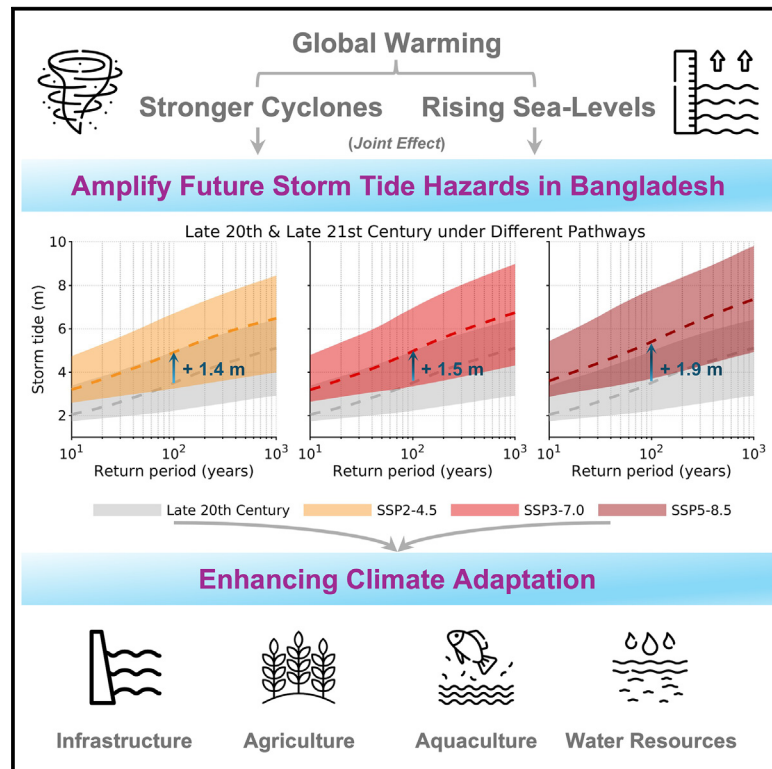 Global Warming
Stronger Cyclones
Rising Sea-Levels
(Joint Effect)
Amplify Future Storm Tide Hazards in Bangladesh
Late 20th & Late 21st Century under Different Pathways
Storm tide (m)
10
8
6
4
2
+ 1.4 m
+ 1.5 m
+ 1.9 m
10¹ 10² 10³ 10¹ 10² 10³ 10¹ 10² 10³
Return period (years) Return period (years) Return period (years)
Late 20th Century SSP2-4.5 SSP3-7.0 SSP5-8.5
Enhancing Climate Adaptation
Infrastructure Agriculture Aquaculture Water Resources